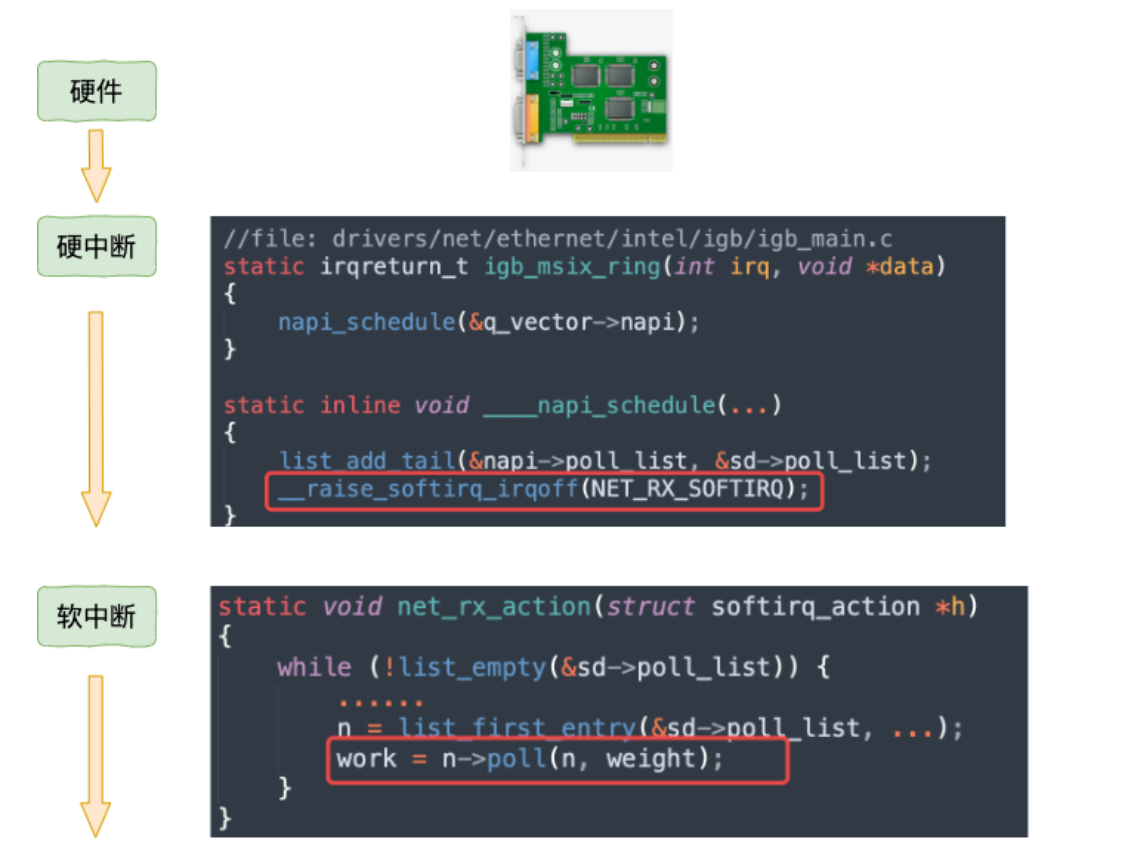 硬件
硬中断
//file: drivers/net/ethernet/intel/igb/igb_main.c
static irqreturn_t igb_msix_ring(int irq, void *data)
{
    napi_schedule(&q_vector->napi);
}
static inline void ____napi_schedule(...)
{
    list_add_tail(&napi->poll_list, &sd->poll_list);
    __raise_softirq_irqoff(NET_RX_SOFTIRQ);
}
软中断
static void net_rx_action(struct softirq_action *h)
{
    while (!list_empty(&sd->poll_list)) {
        ......
        n = list_first_entry(&sd->poll_list, ...);
        work = n->poll(n, weight);
    }
}